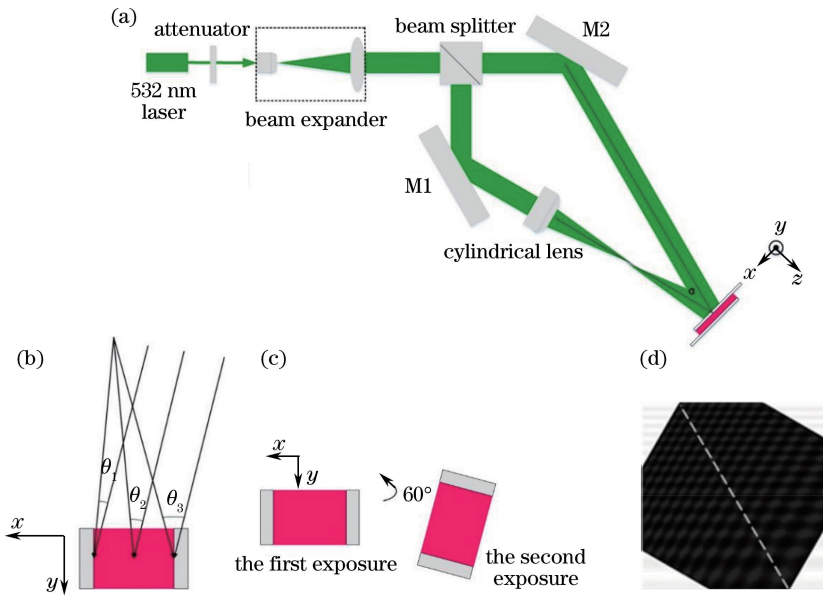 (a)
attenuator
beam splitter
M2
532 nm
laser
beam expander
M1
cylindrical lens
α
y
x
z
(b)
θ1
θ2
θ3
x
y
(c)
x
y
60°
the first exposure
the second
exposure
(d)